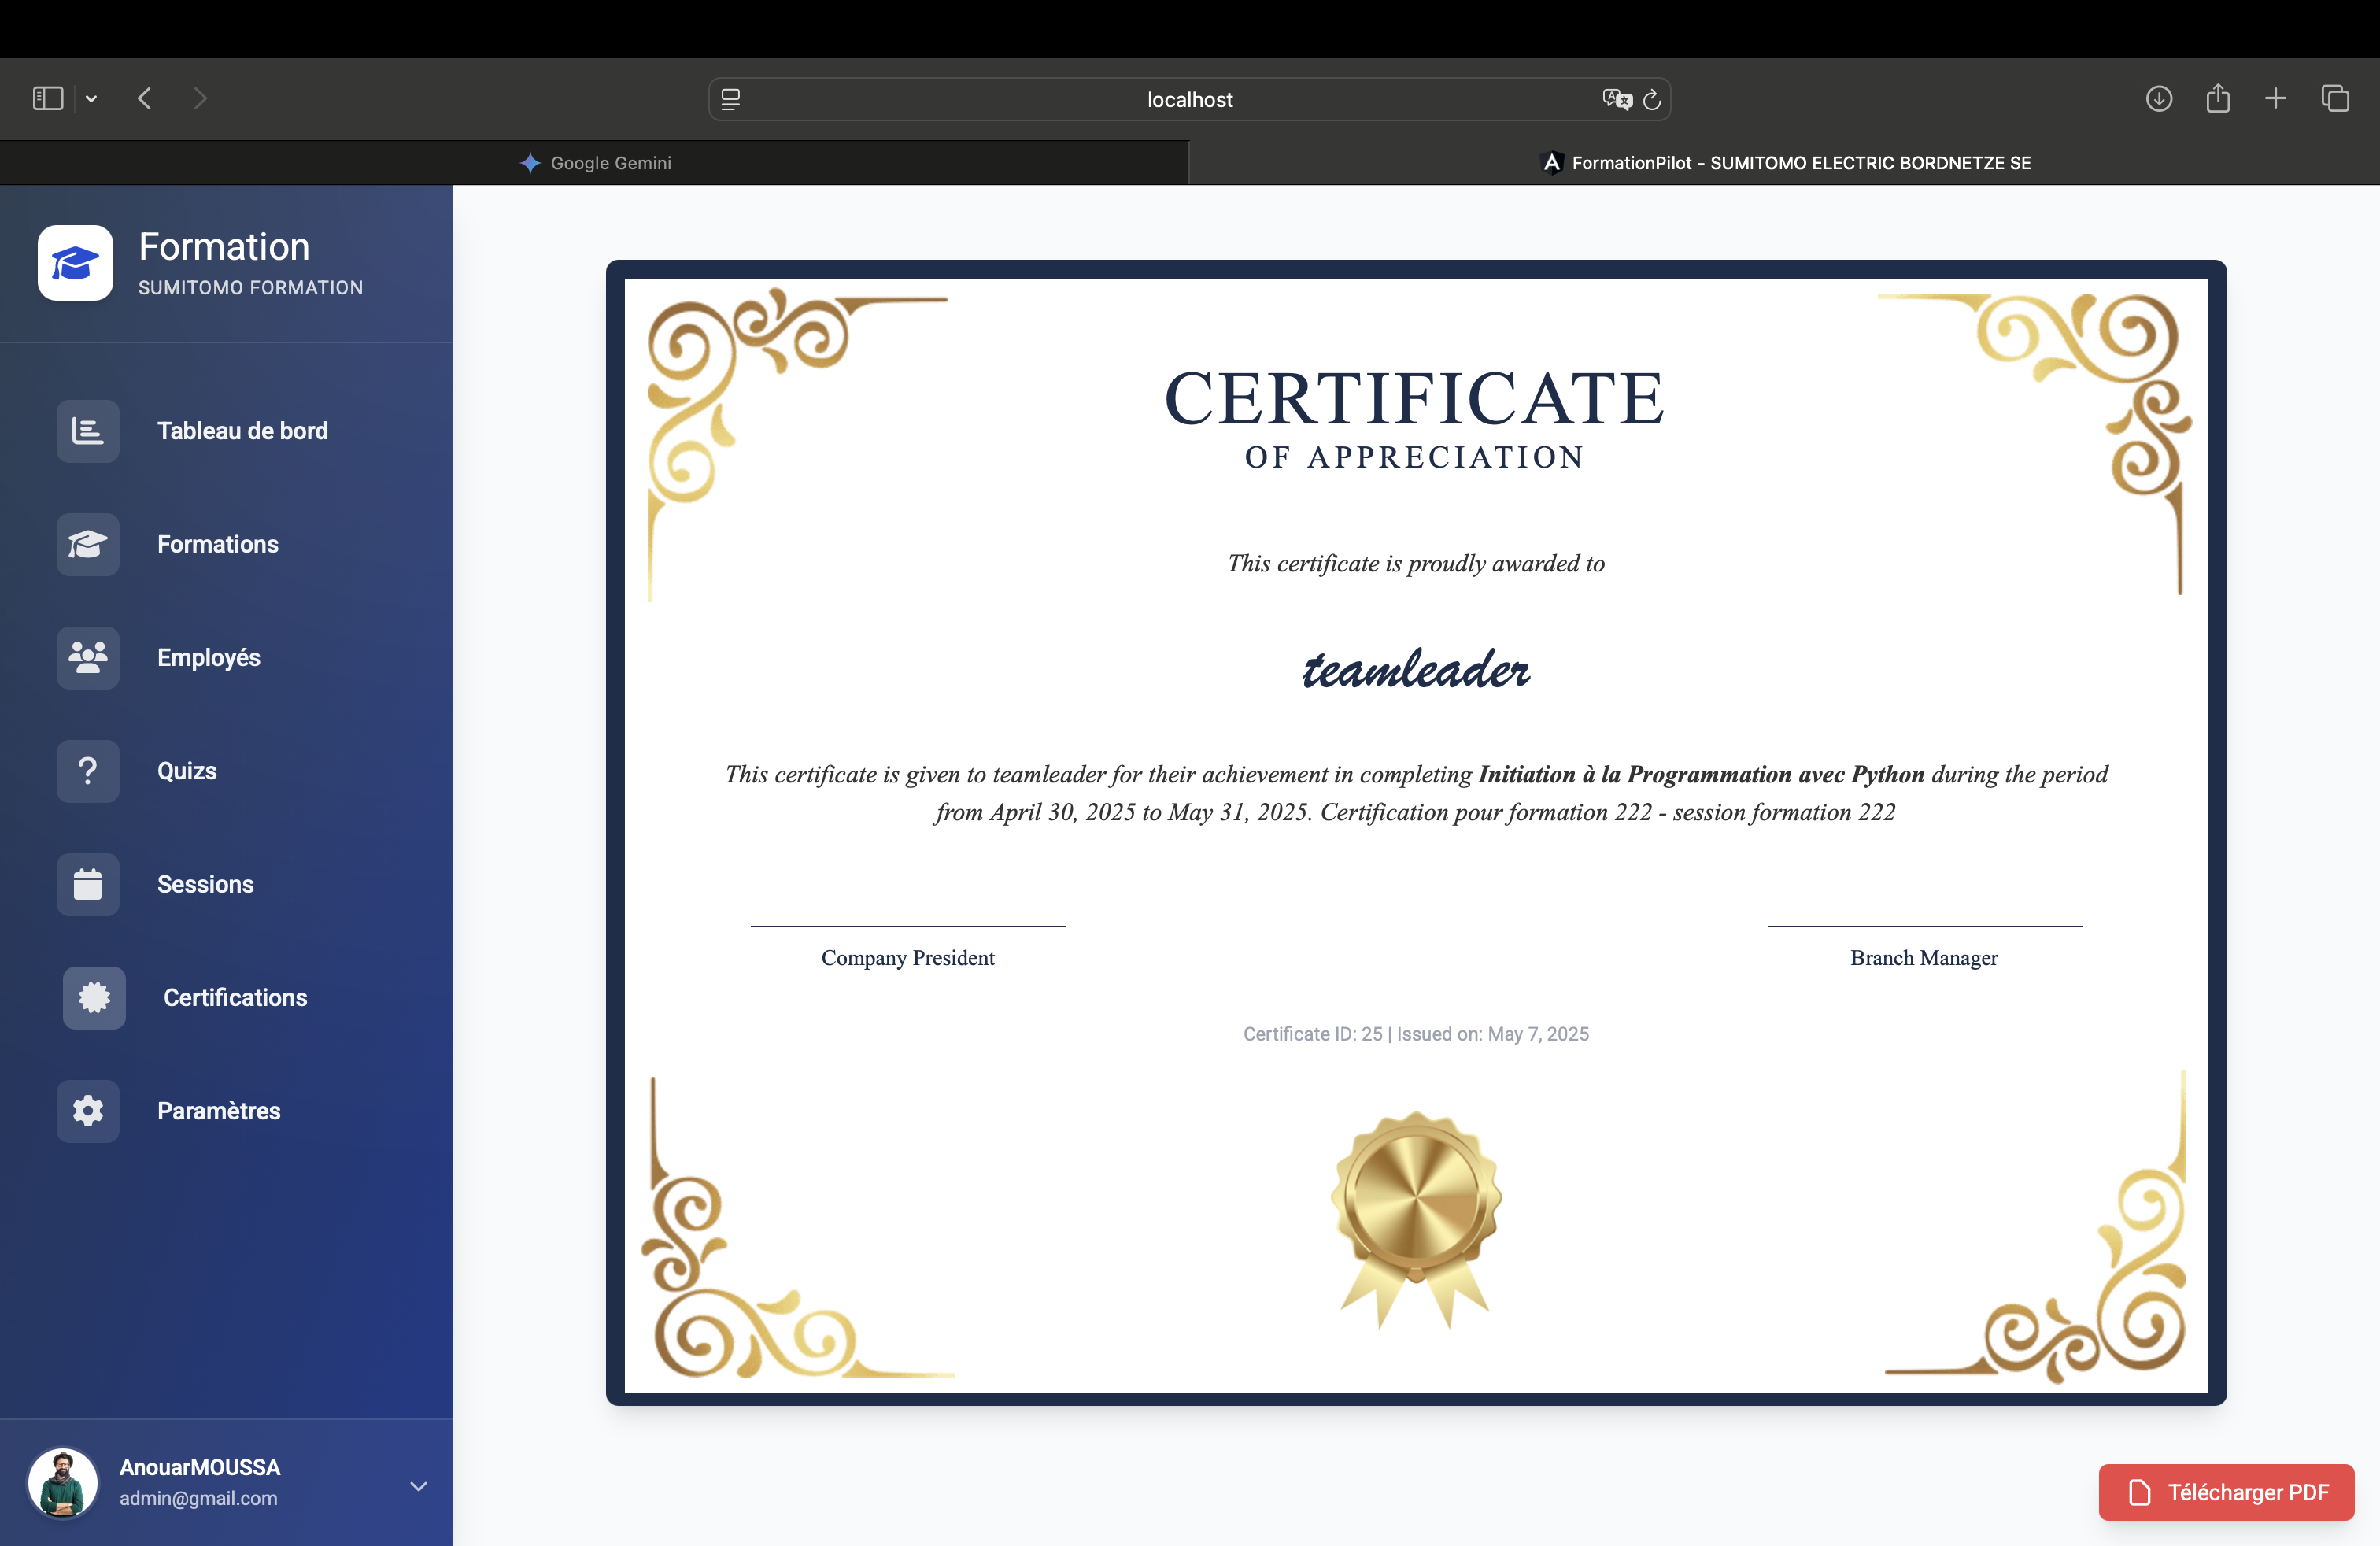 localhost
Google Gemini
FormationPilot - SUMITOMO ELECTRIC BORDNETZE SE
Formation
SUMITOMO FORMATION
Tableau de bord
Formations
Employés
Quizs
Sessions
Certifications
Paramètres
AnouarMOUSSA
admin@gmail.com
CERTIFICATE
OF APPRECIATION
This certificate is proudly awarded to
teamleader
This certificate is given to teamleader for their achievement in completing Initiation à la Programmation avec Python during the period
from April 30, 2025 to May 31, 2025. Certification pour formation 222 - session formation 222
Company President
Branch Manager
Certificate ID: 25 | Issued on: May 7, 2025
Télécharger PDF